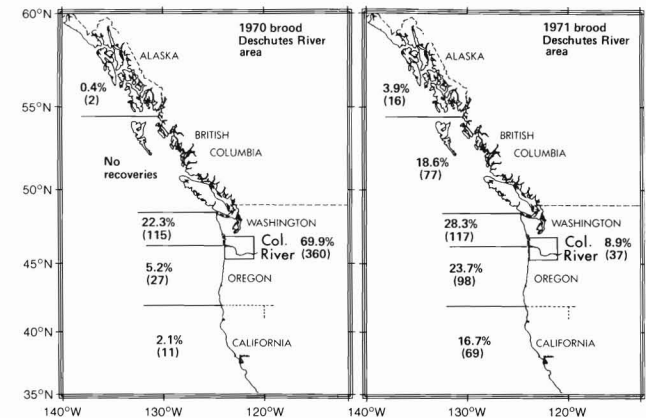 60°N
55°N
50°N
45°N
40°N
35°N
1970 brood
Deschutes River
area
ALASKA
0.4%
(2)
BRITISH
COLUMBIA
No
recoveries
22.3%
(115)
WASHINGTON
Col.
River
69.9%
(360)
5.2%
(27)
OREGON
2.1%
(11)
CALIFORNIA
140°W
130°W
120°W
1971 brood
Deschutes River
area
ALASKA
3.9%
(16)
BRITISH
COLUMBIA
18.6%
(77)
28.3%
(117)
WASHINGTON
Col.
River
8.9%
(37)
23.7%
(98)
OREGON
16.7%
(69)
CALIFORNIA
140°W
130°W
120°W